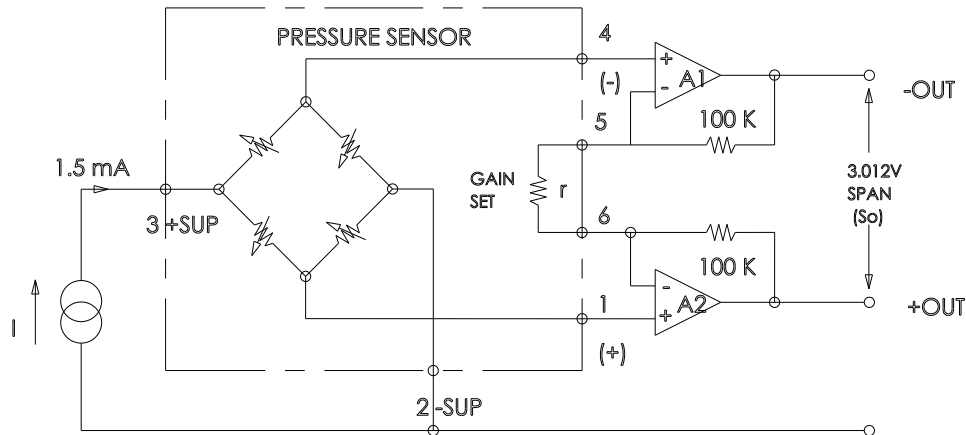 PRESSURE SENSOR
4
(-)
+
A1
-
-OUT
5
100 K
1.5 mA
GAIN
SET
r
3.012V
SPAN
(So)
3 +SUP
6
100 K
-
A2
+
1
(+)
+OUT
I
2 -SUP